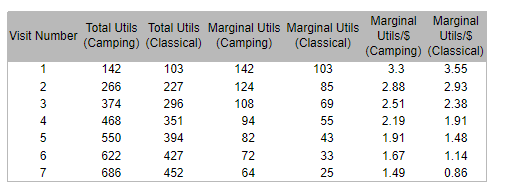 Visit Number Total Utils (Camping) Total Utils (Classical) Marginal Utils (Camping) Marginal Utils (Classical) Marginal Utils/$ (Camping) Marginal Utils/$ (Classical)
1 142 103 142 103 3.3 3.55
2 266 227 124 85 2.88 2.93
3 374 296 108 69 2.51 2.38
4 468 351 94 55 2.19 1.91
5 550 394 82 43 1.91 1.48
6 622 427 72 33 1.67 1.14
7 686 452 64 25 1.49 0.86